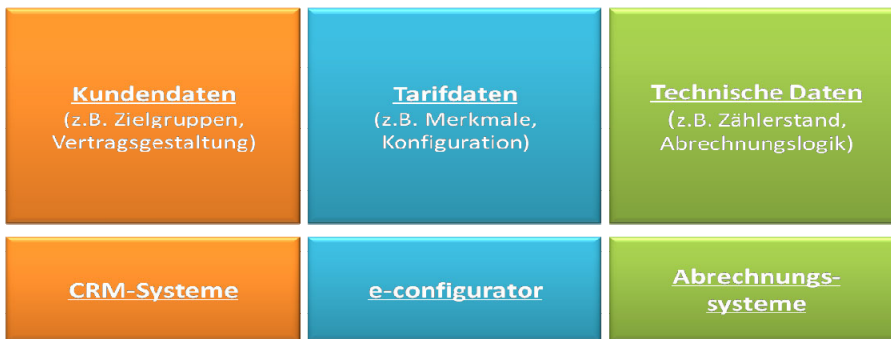 Kundendaten
(z.B. Zielgruppen,
Vertragsgestaltung)
Tarifdaten
(z.B. Merkmale,
Konfiguration)
Technische Daten
(z.B. Zählerstand,
Abrechnungslogik)
CRM-Systeme
e-configurator
Abrechnungs-
systeme